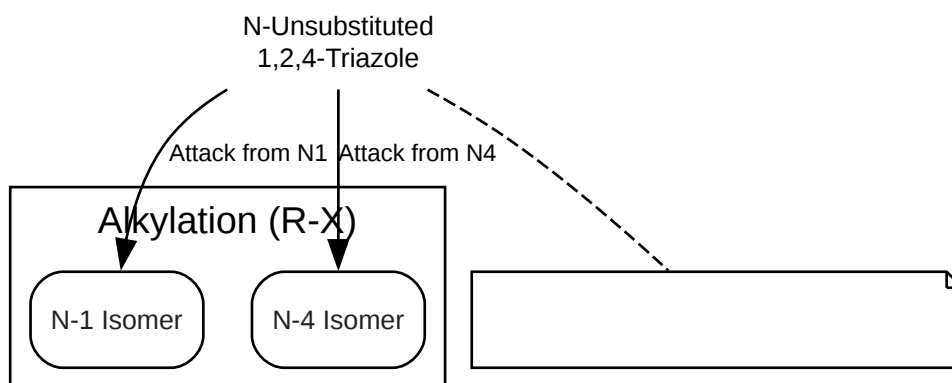 N-Unsubstituted
1,2,4-Triazole
Attack from N1
Attack from N4
Alkylation (R-X)
N-1 Isomer
N-4 Isomer